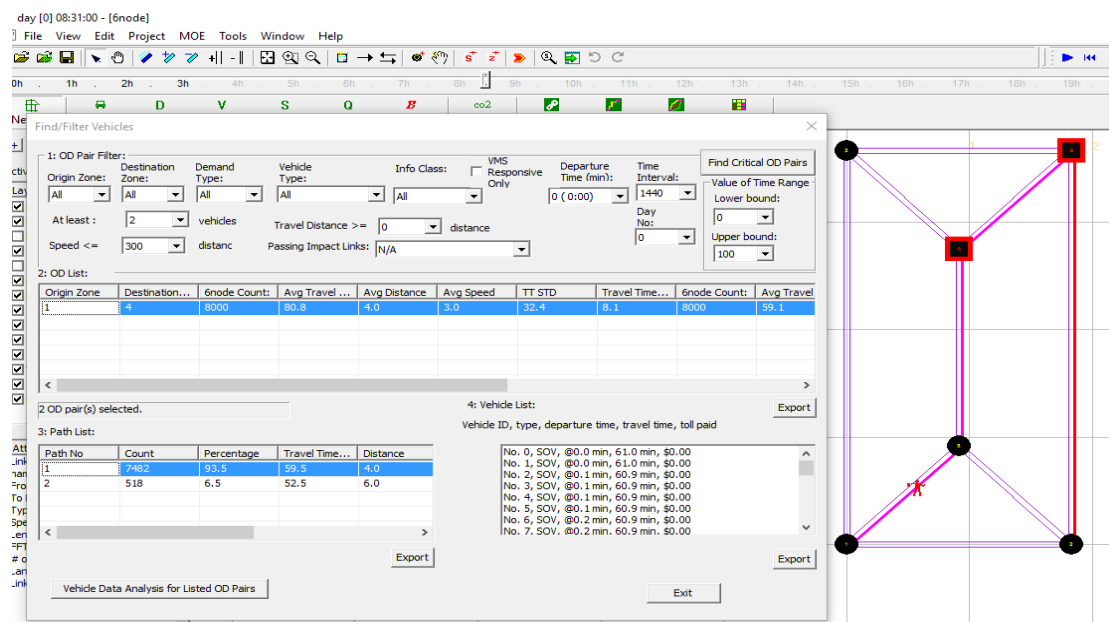 day [0] 08:31:00 - [6node]
File View Edit Project MOE Tools Window Help
0h 1h 2h 3h 4h 5h 6h 7h 8h 9h 10h 11h 12h 13h 14h 15h 16h 17h 18h 19h
D V S Q B co2
Ne Find/Filter Vehicles
1: OD Pair Filter:
Origin Zone: Destination Zone: Demand Type: Vehicle Type: Info Class: VMS Responsive Only Departure Time (min): Time Interval: Find Critical OD Pairs
All All All All All 0 ( 0:00) 1440
Value of Time Range
Lower bound:
0
At least : 2 vehicles Travel Distance >= 0 distance Day No:
0
Upper bound:
100
Speed <= 300 distanc Passing Impact Links: N/A
2: OD List:
Origin Zone Destination... 6node Count: Avg Travel ... Avg Distance Avg Speed TT STD Travel Time... 6node Count: Avg Travel
1 4 8000 80.8 4.0 3.0 32.4 8.1 8000 59.1
2 OD pair(s) selected.
4: Vehicle List:
Export
3: Path List:
Vehicle ID, type, departure time, travel time, toll paid
Path No Count Percentage Travel Time... Distance
1 7482 93.5 59.5 4.0
2 518 6.5 52.5 6.0
No. 0, SOV, @0.0 min, 61.0 min, $0.00
No. 1, SOV, @0.0 min, 61.0 min, $0.00
No. 2, SOV, @0.1 min, 60.9 min, $0.00
No. 3, SOV, @0.1 min, 60.9 min, $0.00
No. 4, SOV, @0.1 min, 60.9 min, $0.00
No. 5, SOV, @0.1 min, 60.9 min, $0.00
No. 6, SOV, @0.2 min, 60.9 min, $0.00
No. 7, SOV, @0.2 min, 60.9 min, $0.00
Export
Export
Vehicle Data Analysis for Listed OD Pairs
Exit